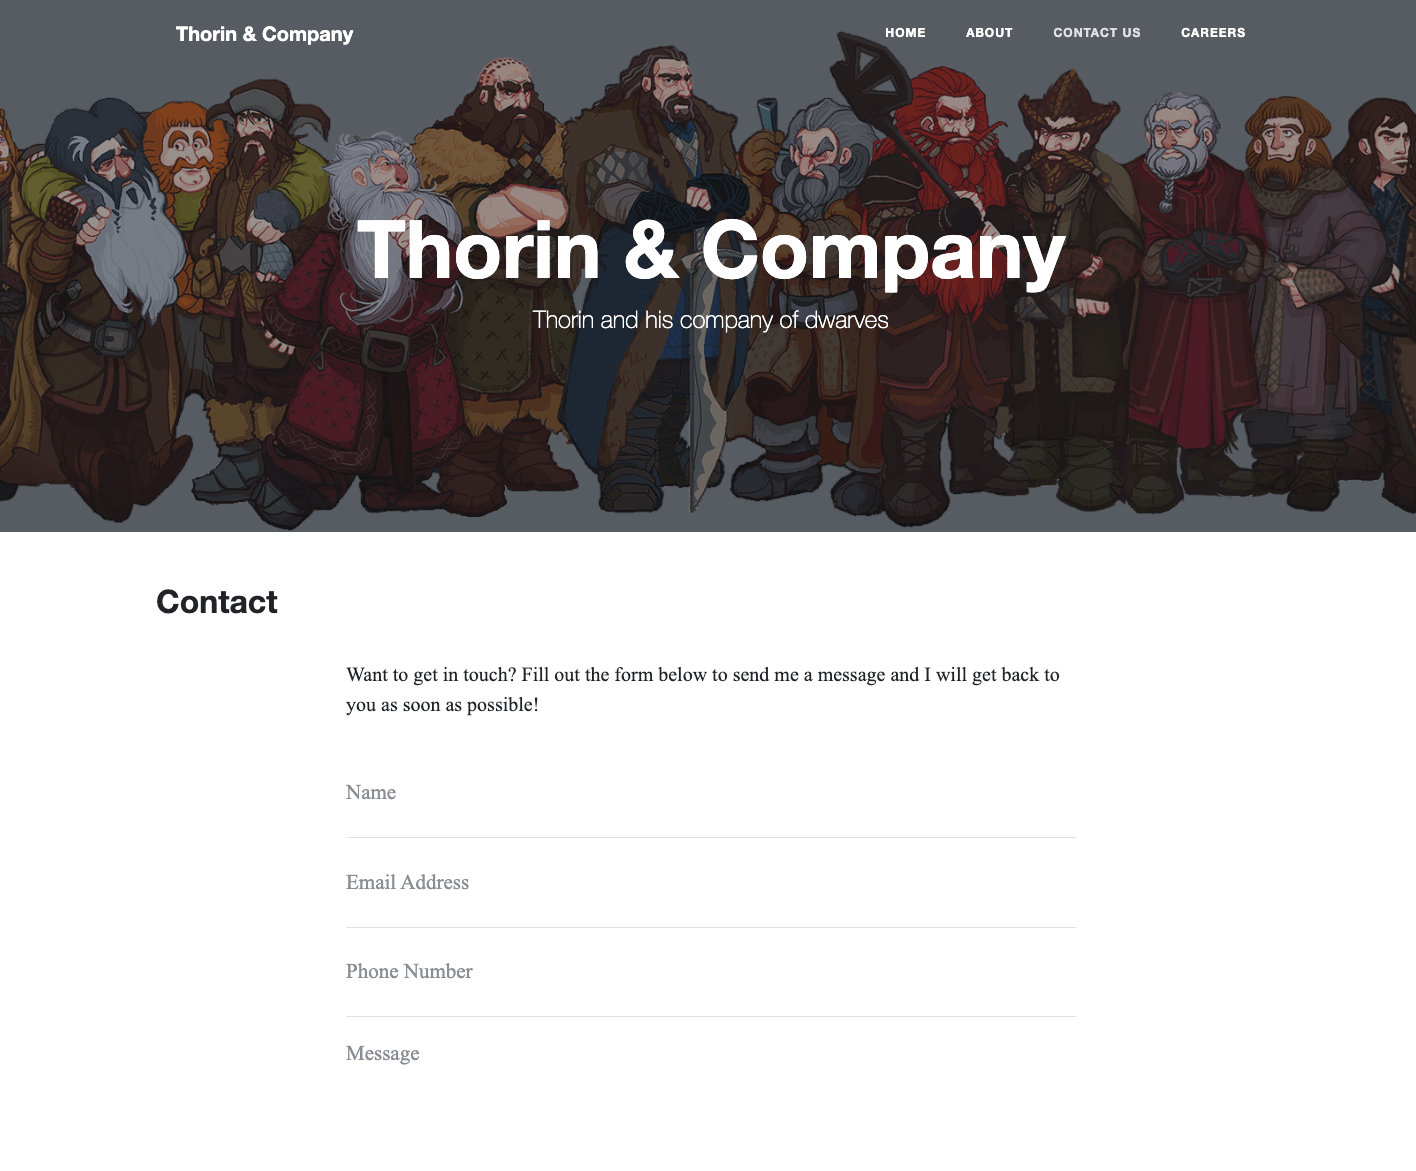 Thorin & Company
HOME ABOUT CONTACT US CAREERS
Thorin & Company
Thorin and his company of dwarves
Contact
Want to get in touch? Fill out the form below to send me a message and I will get back to
you as soon as possible!
Name
Email Address
Phone Number
Message